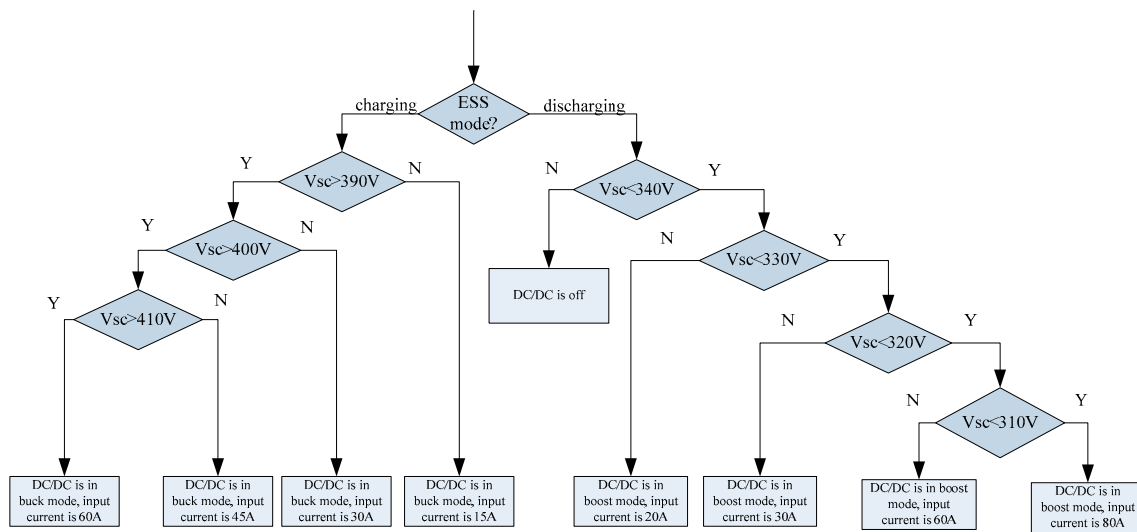 ESS
mode?
charging
discharging
Y
Vsc>390V
N
N
Vsc<340V
Y
Y
Vsc>400V
N
N
Vsc<330V
Y
DC/DC is off
Y
Vsc>410V
N
N
Vsc<320V
Y
N
Vsc<310V
Y
DC/DC is in
buck mode, input
current is 60A
DC/DC is in
buck mode, input
current is 45A
DC/DC is in
buck mode, input
current is 30A
DC/DC is in
buck mode, input
current is 15A
DC/DC is in
boost mode, input
current is 20A
DC/DC is in
boost mode, input
current is 30A
DC/DC is in boost
mode, input
current is 60A
DC/DC is in
boost mode, input
current is 80A